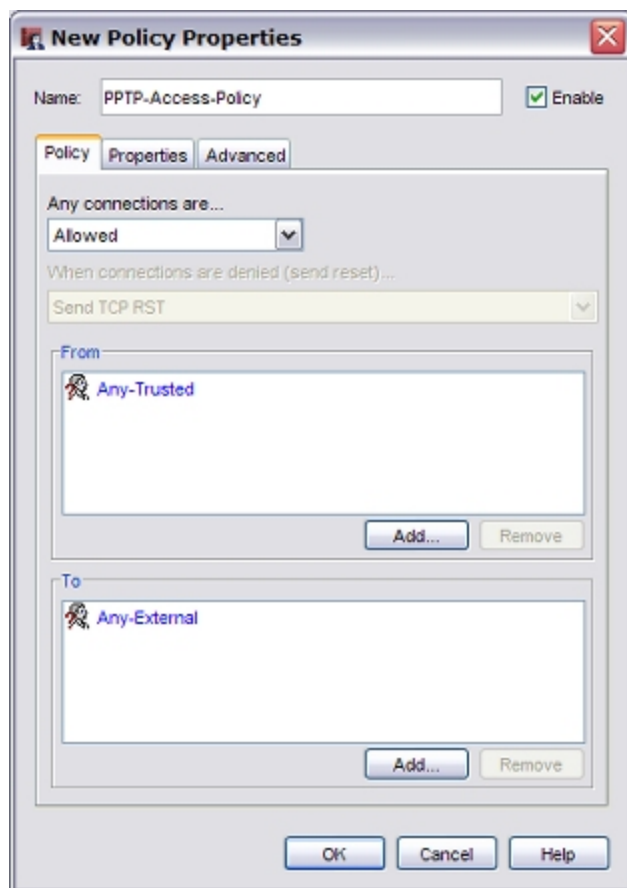 New Policy Properties
Name: PPTP-Access-Policy Enable
Policy Properties Advanced
Any connections are...
Allowed
When connections are denied (send reset)...
Send TCP RST
From
Any-Trusted
Add... Remove
To
Any-External
Add... Remove
OK Cancel Help